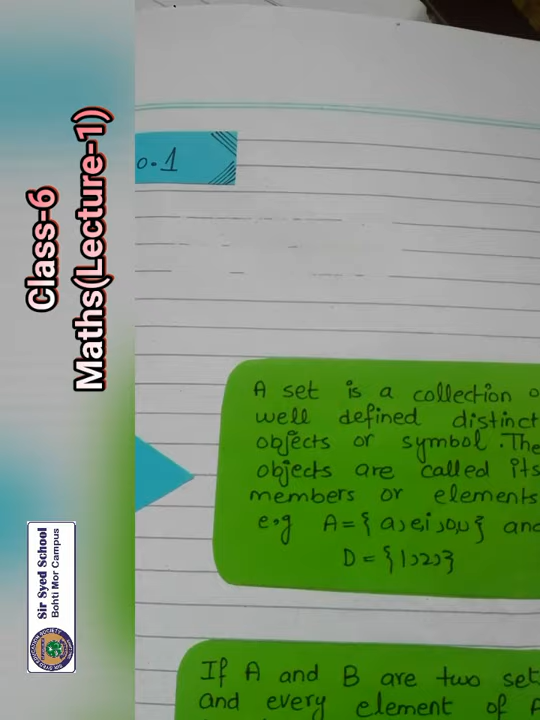 Class-6
Maths(Lecture-1)
Sir Syed School
Bohti Mor Campus
o.1
A set is a collection o
well defined distinct
objects or symbol. The
objects are called its
members or elements
e,g A={a,e,i,o,u} and
D={1,2,}
If A and B are two set
and every element of A